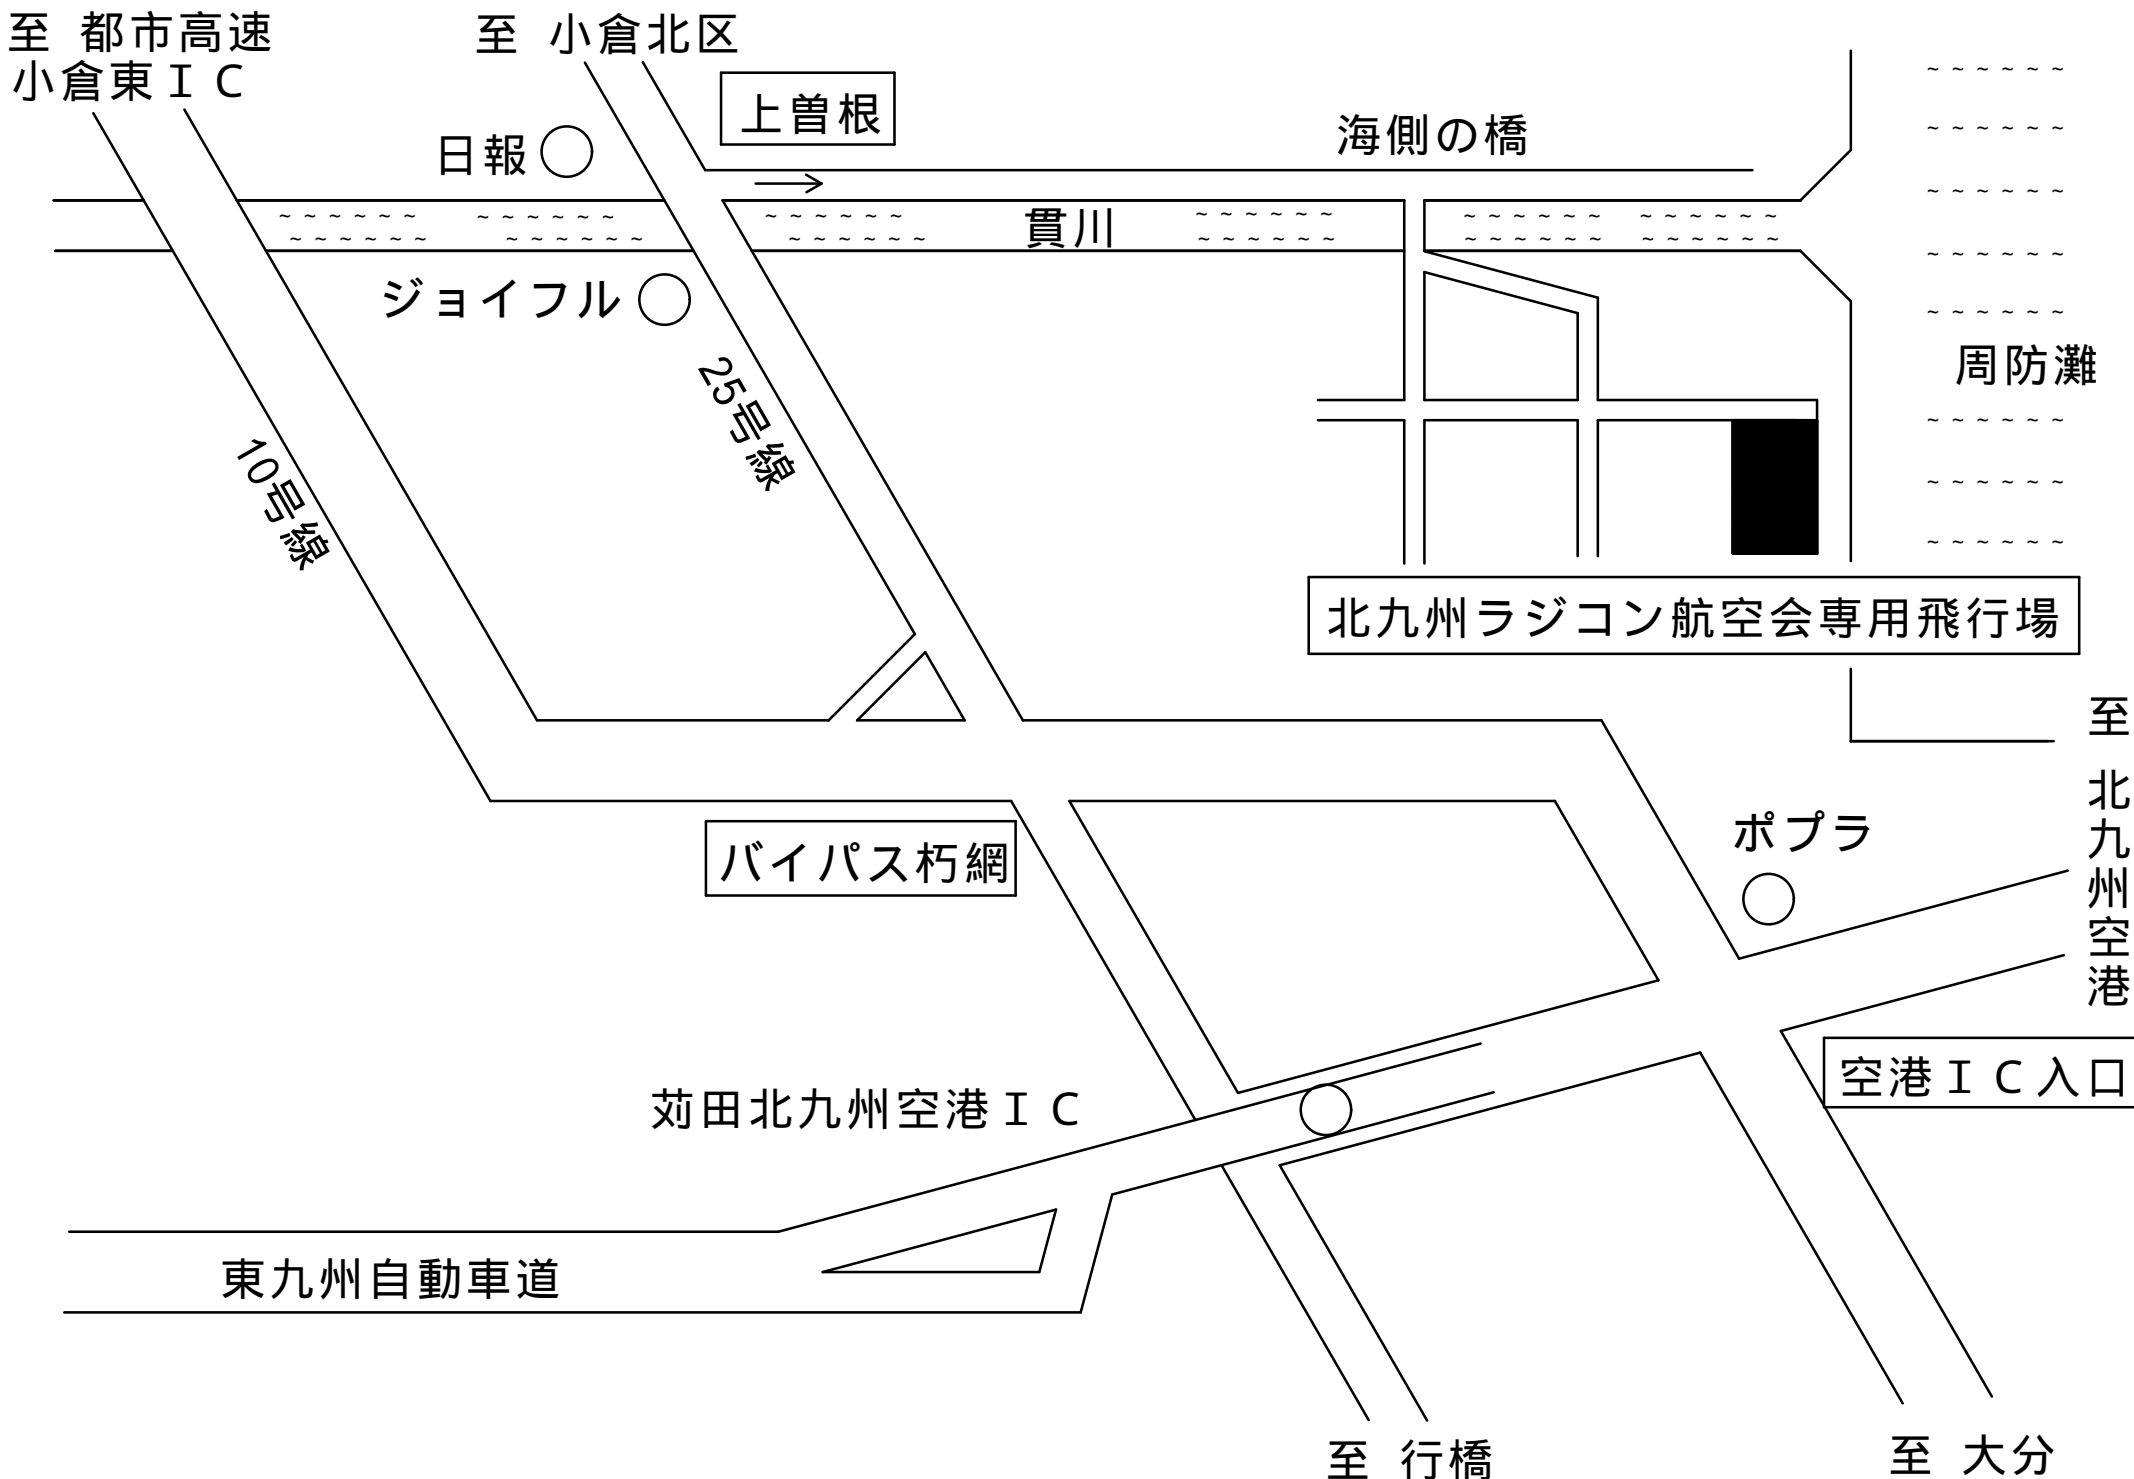 至 都市高速
小倉東ＩＣ
至 小倉北区
上曽根
日報
海側の橋
貫川
ジョイフル
周防灘
25号線
10号線
北九州ラジコン航空会専用飛行場
至 北九州空港
ポプラ
バイパス朽網
空港ＩＣ入口
苅田北九州空港ＩＣ
東九州自動車道
至 行橋
至 大分